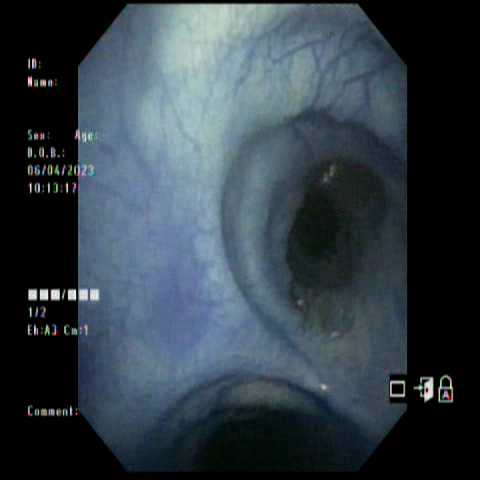 ID:
Name:
Sex: Age:
D.O.B.:
06/04/2023
10:13:17
■■■/■■■
1/2
Eh:A3 Cm:1
Comment:
A